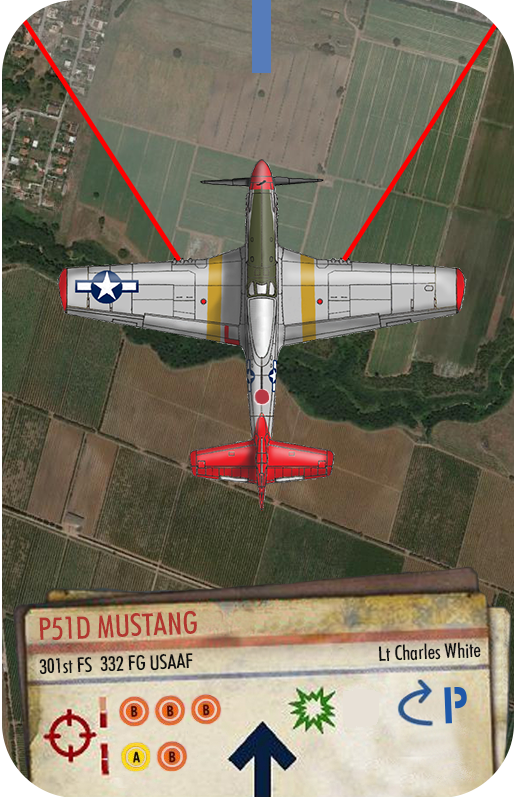 P51D MUSTANG
301st FS 332 FG USAAF
Lt Charles White
B B B
A B
P